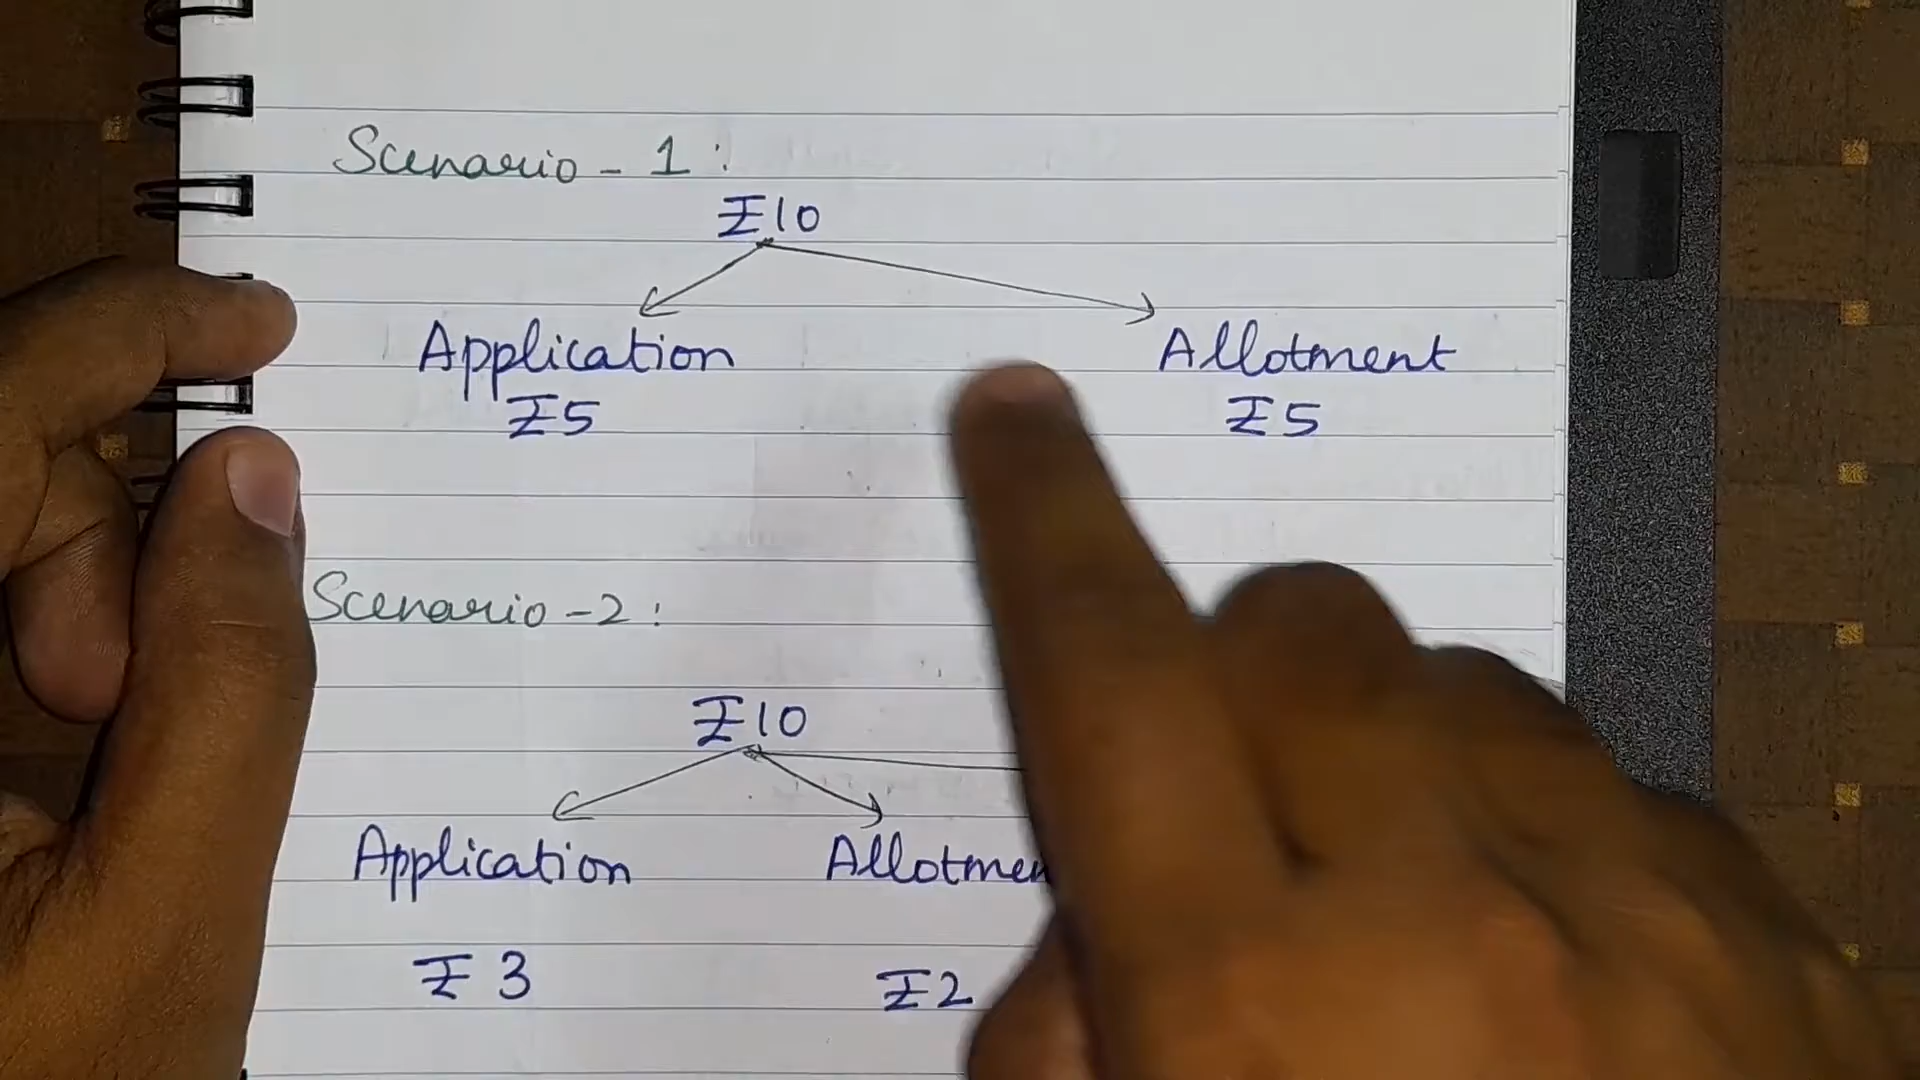 Scenario - 1 :
₹10
Application Allotment
₹5 ₹5
Scenario - 2 :
₹10
Application
₹3 ₹2